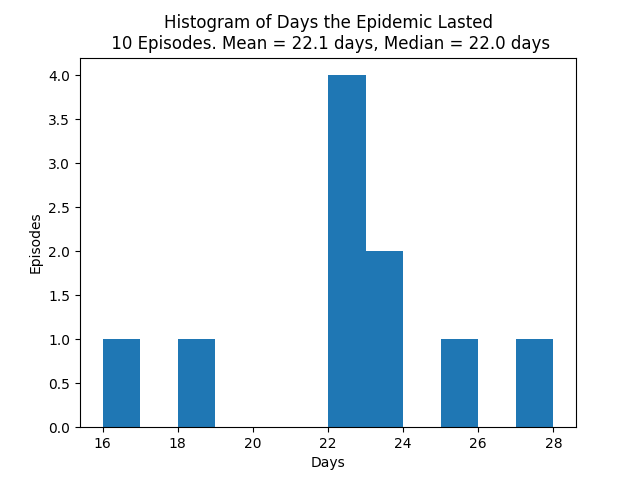 Histogram of Days the Epidemic Lasted
10 Episodes. Mean = 22.1 days, Median = 22.0 days
4.0
3.5
3.0
2.5
2.0
1.5
1.0
0.5
0.0
Episodes
16 18 20 22 24 26 28
Days